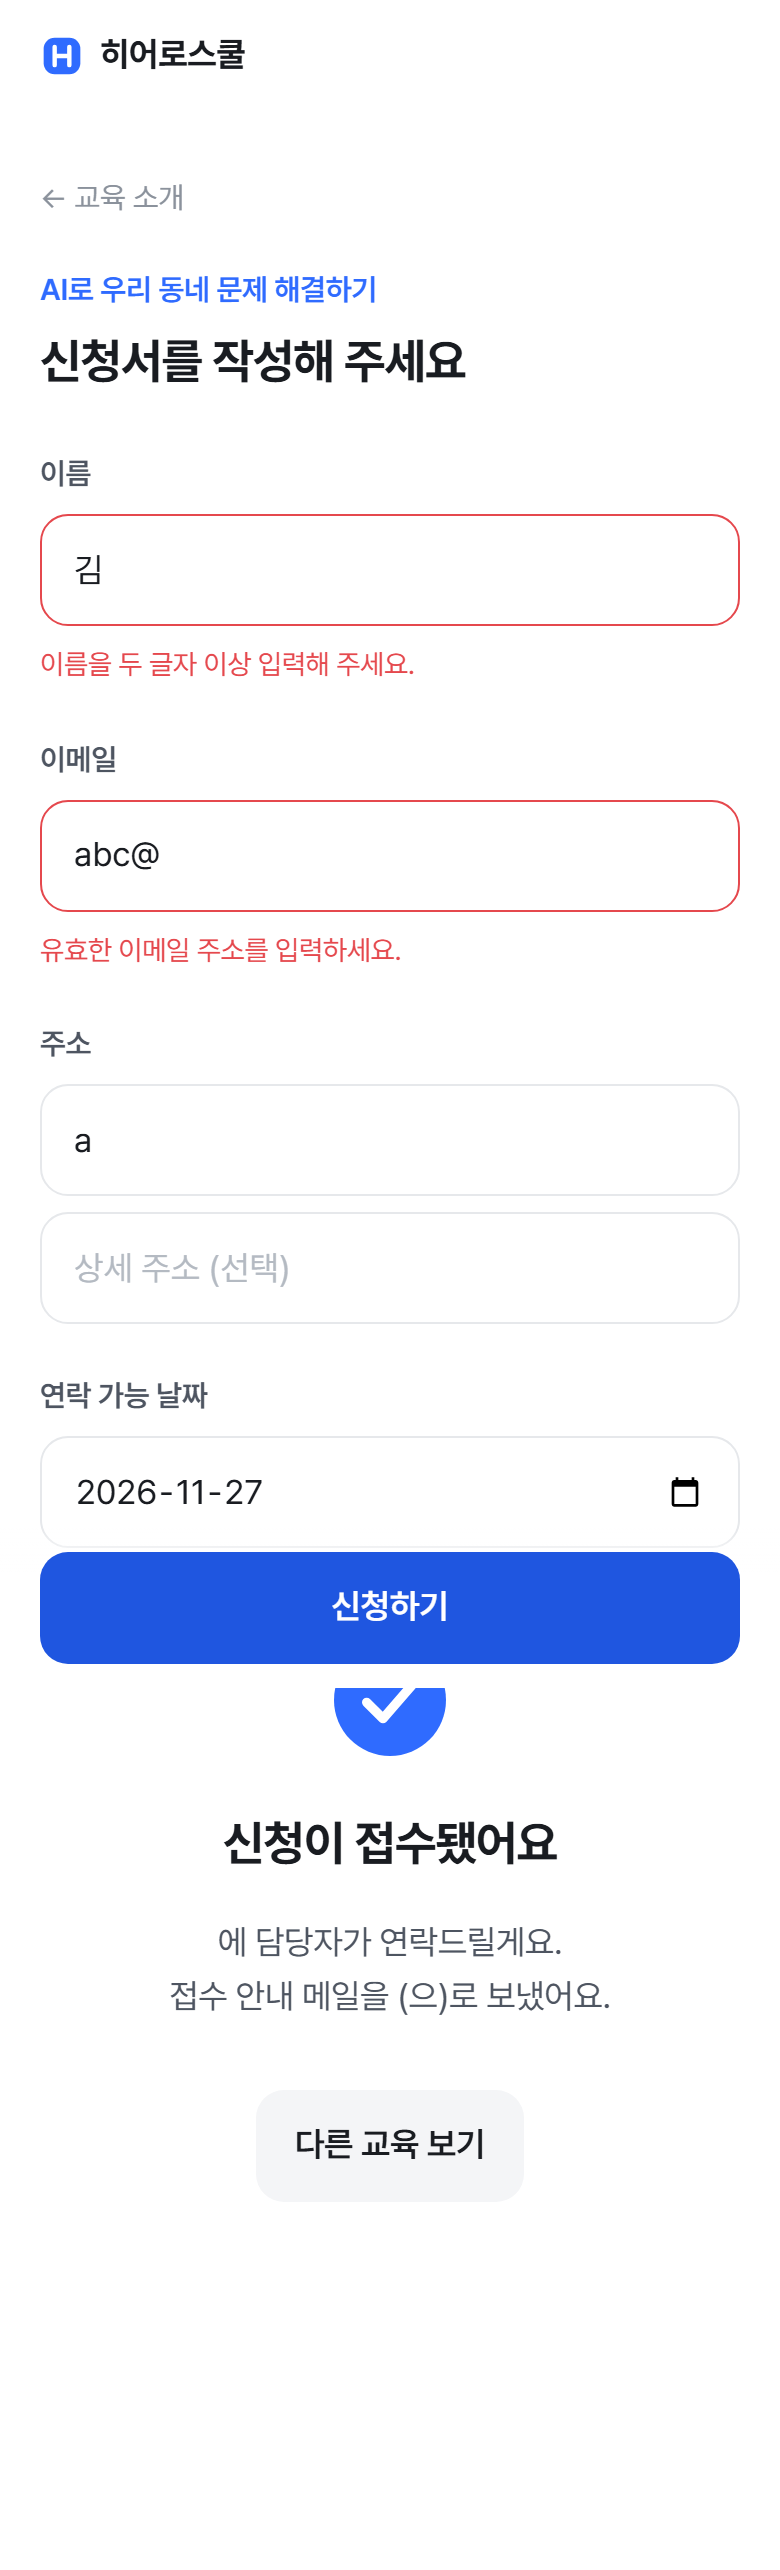 H 히어로스쿨
← 교육 소개
AI로 우리 동네 문제 해결하기
신청서를 작성해 주세요
이름
김
이름을 두 글자 이상 입력해 주세요.
이메일
abc@
유효한 이메일 주소를 입력하세요.
주소
a
상세 주소 (선택)
연락 가능 날짜
2026-11-27
신청하기
신청이 접수됐어요
에 담당자가 연락드릴게요.
접수 안내 메일을 (으)로 보냈어요.
다른 교육 보기